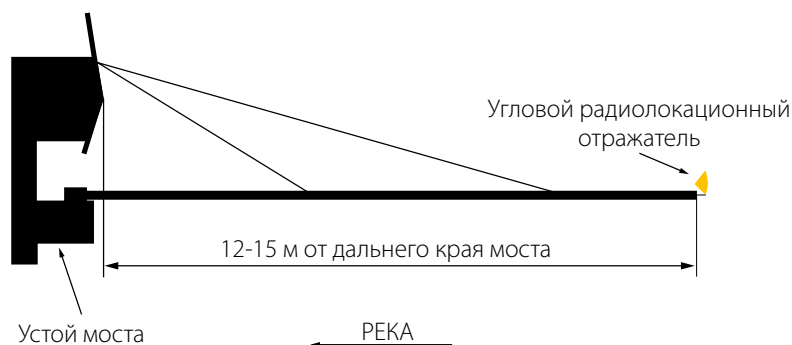 Угловой радиолокационный
отражатель
12-15 м от дальнего края моста
Устой моста
РЕКА